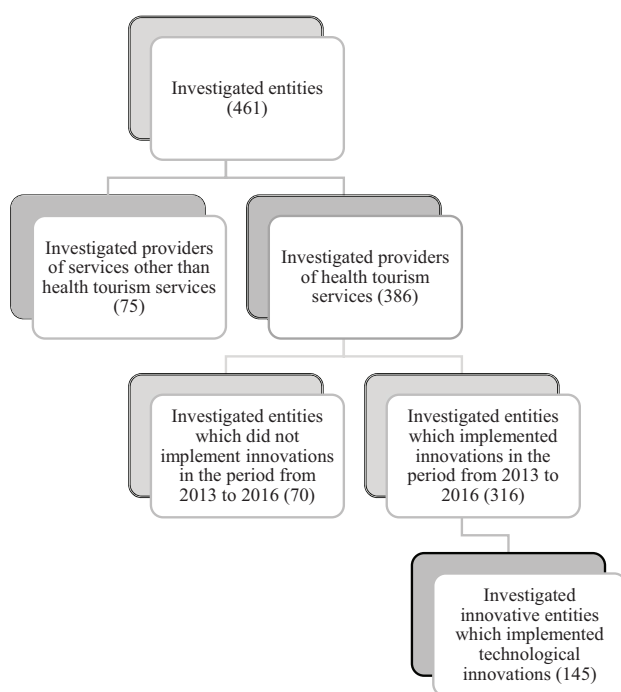 Investigated entities
(461)
Investigated providers
of services other than
health tourism services
(75)
Investigated providers
of health tourism
services (386)
Investigated entities
which did not
implement innovations
in the period from
2013 to 2016 (70)
Investigated entities
which implemented
innovations in the
period from 2013 to
2016 (316)
Investigated
innovative entities
which implemented
technological
innovations (145)